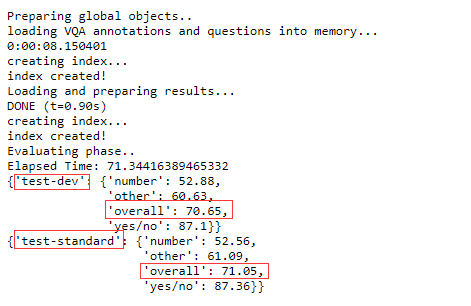 Preparing global objects..
loading VQA annotations and questions into memory...
0:00:08.150401
creating index...
index created!
Loading and preparing results...
DONE (t=0.90s)
creating index...
index created!
Evaluating phase..
Elapsed Time: 71.34416389465332
{'test-dev': {'number': 52.88,
'other': 60.63,
'overall': 70.65,
'yes/no': 87.1}}
{'test-standard': {'number': 52.56,
'other': 61.09,
'overall': 71.05,
'yes/no': 87.36}}